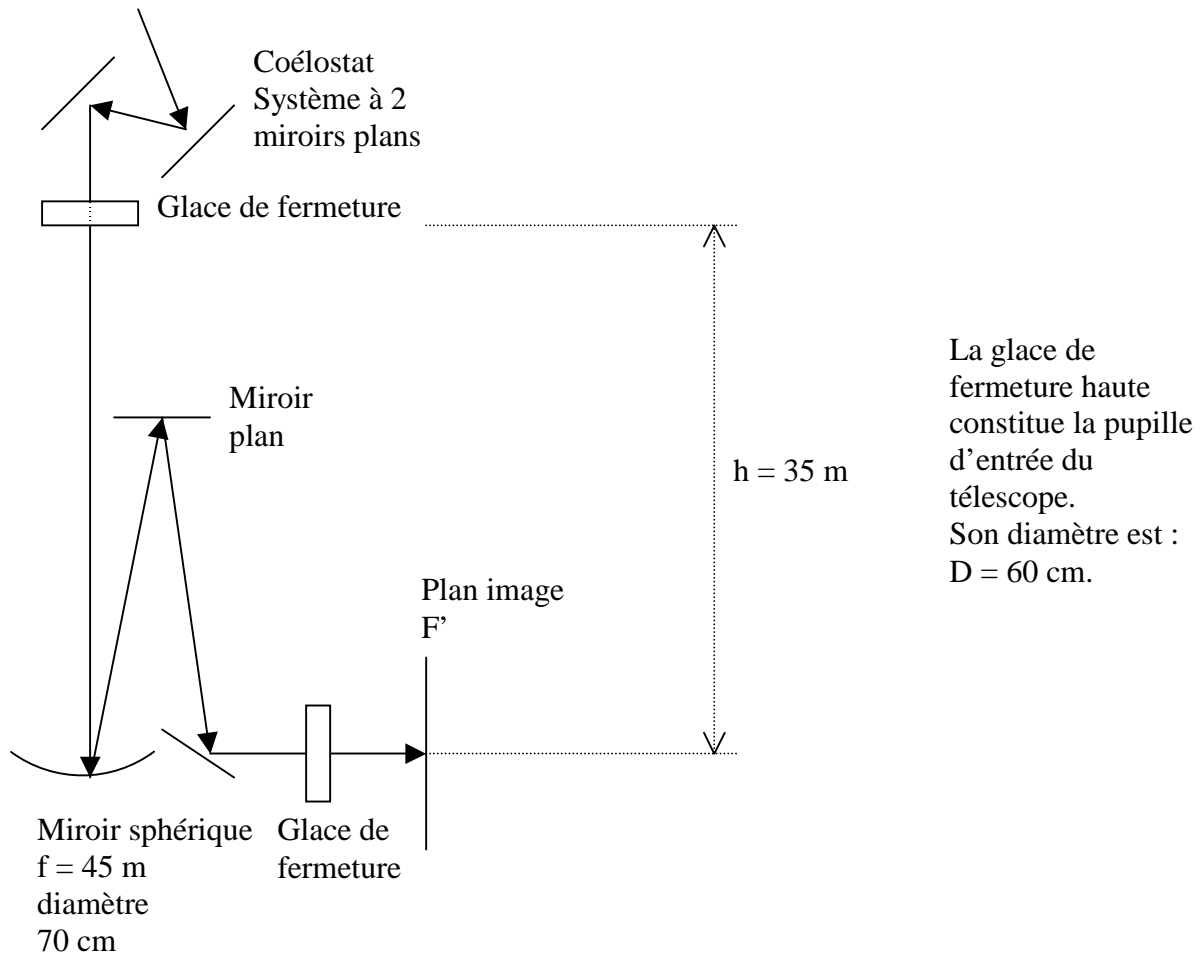 Coélostat
Système à 2
miroirs plans
Glace de fermeture
Miroir
plan
h = 35 m
La glace de
fermeture haute
constitue la pupille
d’entrée du
télescope.
Son diamètre est :
D = 60 cm.
Plan image
F’
Miroir sphérique
f = 45 m
diamètre
70 cm
Glace de
fermeture